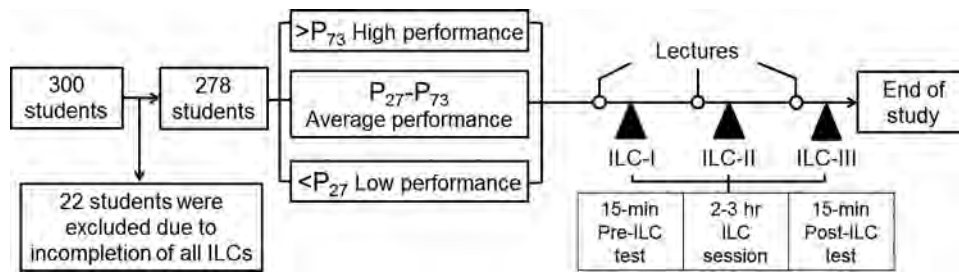 300
students
278
students
22 students were
excluded due to
incompletion of all ILCs
>P73 High performance
P27-P73
Average performance
<P27 Low performance
Lectures
ILC-I
ILC-II
ILC-III
15-min
Pre-ILC
test
2-3 hr
ILC
session
15-min
Post-ILC
test
End of
study